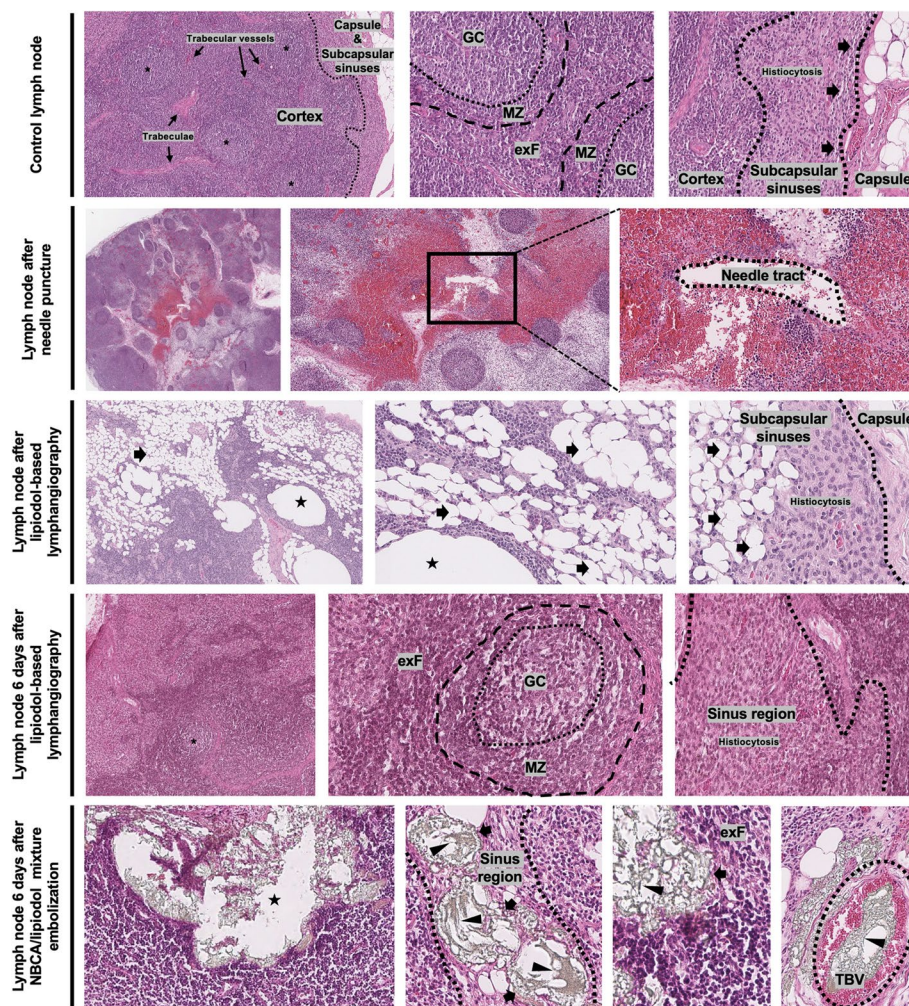 Control lymph node
Trabecular vessels
Capsule
&
Subcapsular
sinuses
Cortex
Trabeculae
GC
MZ
exF
MZ
GC
Histiocytosis
Cortex
Subcapsular
sinuses
Capsule
Lymph node after
needle puncture
Needle tract
Lymph node after
lipiodol-based
lymphangiography
Subcapsular
sinuses
Capsule
Histiocytosis
Lymph node 6 days after
lipiodol-based
lymphangiography
exF
GC
MZ
Sinus region
Histiocytosis
Lymph node 6 days after
NBCA/lipiodol mixture
embolization
Sinus
region
exF
TBV